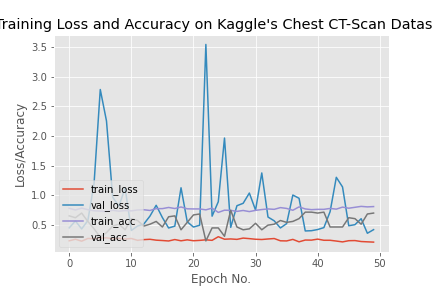 Training Loss and Accuracy on Kaggle's Chest CT-Scan Datas
3.5
3.0
2.5
2.0
1.5
1.0
0.5
Loss/Accuracy
train_loss
val_loss
train_acc
val_acc
0 10 20 30 40 50
Epoch No.